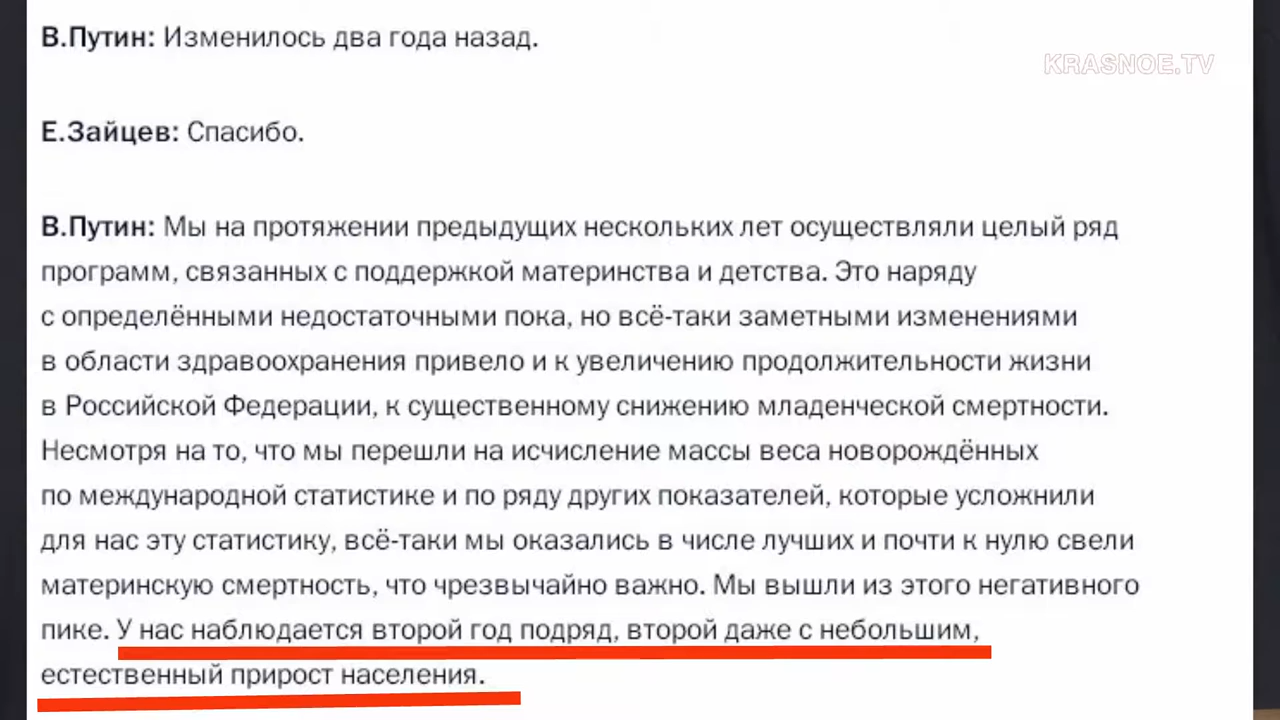 В.Путин: Изменилось два года назад.
KRASNOE.TV
Е.Зайцев: Спасибо.
В.Путин: Мы на протяжении предыдущих нескольких лет осуществляли целый ряд
программ, связанных с поддержкой материнства и детства. Это наряду
с определёнными недостаточными пока, но всё-таки заметными изменениями
в области здравоохранения привело и к увеличению продолжительности жизни
в Российской Федерации, к существенному снижению младенческой смертности.
Несмотря на то, что мы перешли на исчисление массы веса новорождённых
по международной статистике и по ряду других показателей, которые усложнили
для нас эту статистику, всё-таки мы оказались в числе лучших и почти к нулю свели
материнскую смертность, что чрезвычайно важно. Мы вышли из этого негативного
пике. У нас наблюдается второй год подряд, второй даже с небольшим,
естественный прирост населения.